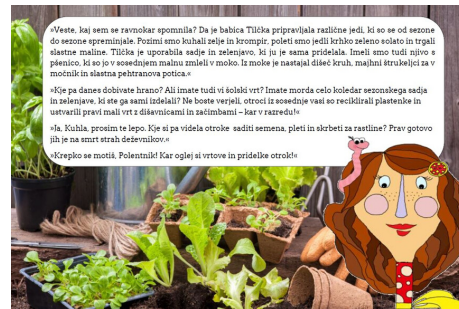 »Veste, kaj sem se ravnokar spomnila? Da je babica Tilčka pripravljala različne jedi, ki so se od sezone
do sezone spreminjale. Pozimi smo kuhali zelje in krompir, poleti smo jedli krhko zeleno solato in trgali
slastne maline. Tilčka je uporabila sadje in zelenjavo, ki ju je sama pridelala. Imeli smo tudi njivo s
pšenico, ki so jo v sosednjem malnu zmleli v moko. Iz moke je nastajal dišeč kruh, majhni štrukeljci za v
močnik in slastna pehtranova potica.«
»Kje pa danes dobivate hrano? Ali imate tudi vi šolski vrt? Imate morda celo koledar sezonskega sadja
in zelenjave, ki ste ga sami izdelali? Ne boste verjeli, otroci iz sosednje vasi so reciklirali plastenke in
ustvarili pravi mali vrt z dišavnicami in začimbami – kar v razredu!«
»Ja, Kuhla, prosim te lepo. Kje si pa videla otroke saditi semena, pleti in skrbeti za rastline? Prav gotovo
jih je na smrt strah deževnikov.«
»Krepko se motiš, Polentnik! Kar oglej si vrtove in pridelke otrok!«